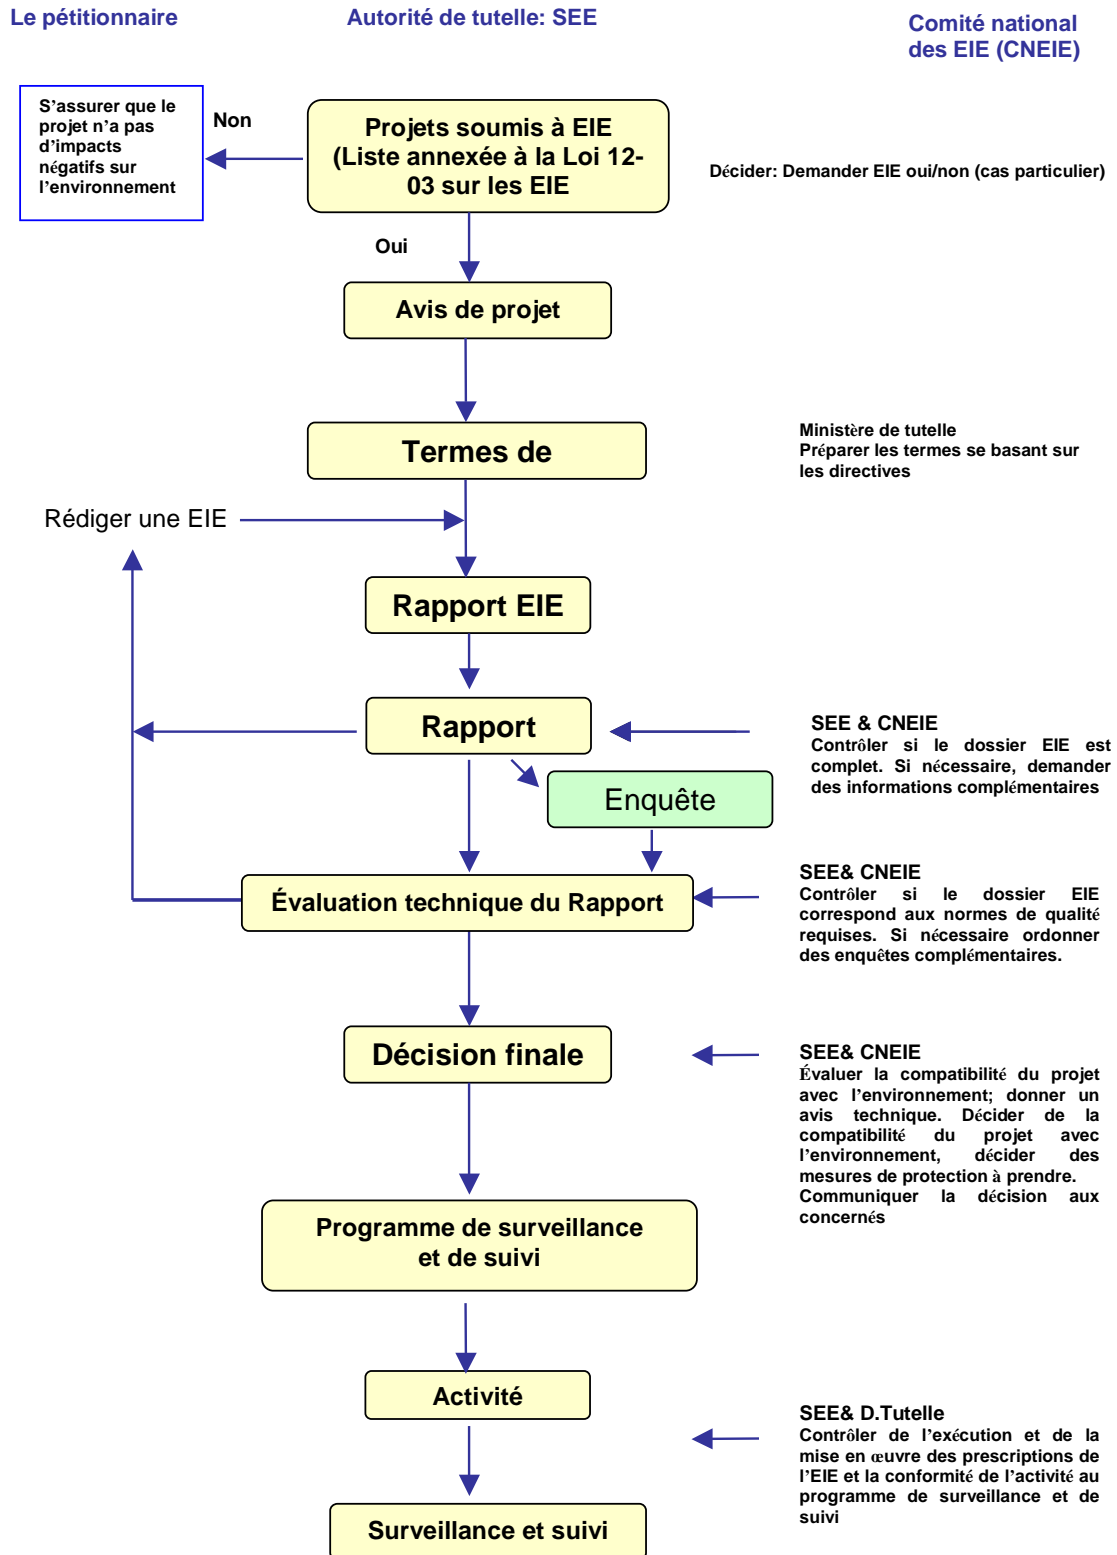 Le pétitionnaire
Autorité de tutelle: SEE
Comité national
des EIE (CNEIE)
S'assurer que le
projet n'a pas
d'impacts
négatifs sur
l'environnement
Non
Projets soumis à EIE
(Liste annexée à la Loi 12-
03 sur les EIE
Décider: Demander EIE oui/non (cas particulier)
Oui
Avis de projet
Termes de
Ministère de tutelle
Préparer les termes se basant sur
les directives
Rédiger une EIE
Rapport EIE
Rapport
SEE & CNEIE
Contrôler si le dossier EIE est
complet. Si nécessaire, demander
des informations complémentaires
Enquête
Évaluation technique du Rapport
SEE& CNEIE
Contrôler si le dossier EIE
correspond aux normes de qualité
requises. Si nécessaire ordonner
des enquêtes complémentaires.
Décision finale
SEE& CNEIE
Évaluer la compatibilité du projet
avec l'environnement; donner un
avis technique. Décider de la
compatibilité du projet avec
l'environnement, décider des
mesures de protection à prendre.
Communiquer la décision aux
concernés
Programme de surveillance
et de suivi
Activité
SEE& D.Tutelle
Contrôler de l'exécution et de la
mise en œuvre des prescriptions de
l'EIE et la conformité de l'activité au
programme de surveillance et de
suivi
Surveillance et suivi